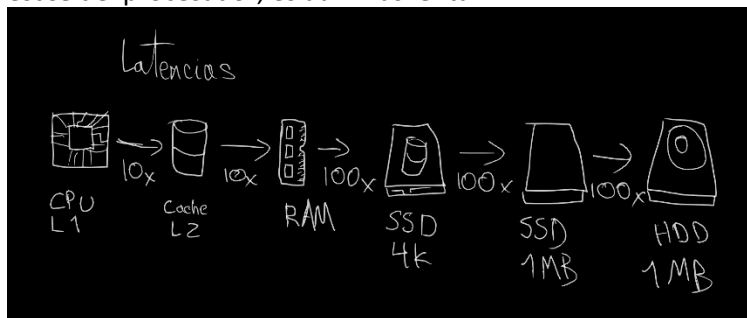 Latencias
10x 10x 100x 100x 100x
CPU L1
Cache L2
RAM
SSD 4k
SSD 1MB
HDD 1MB